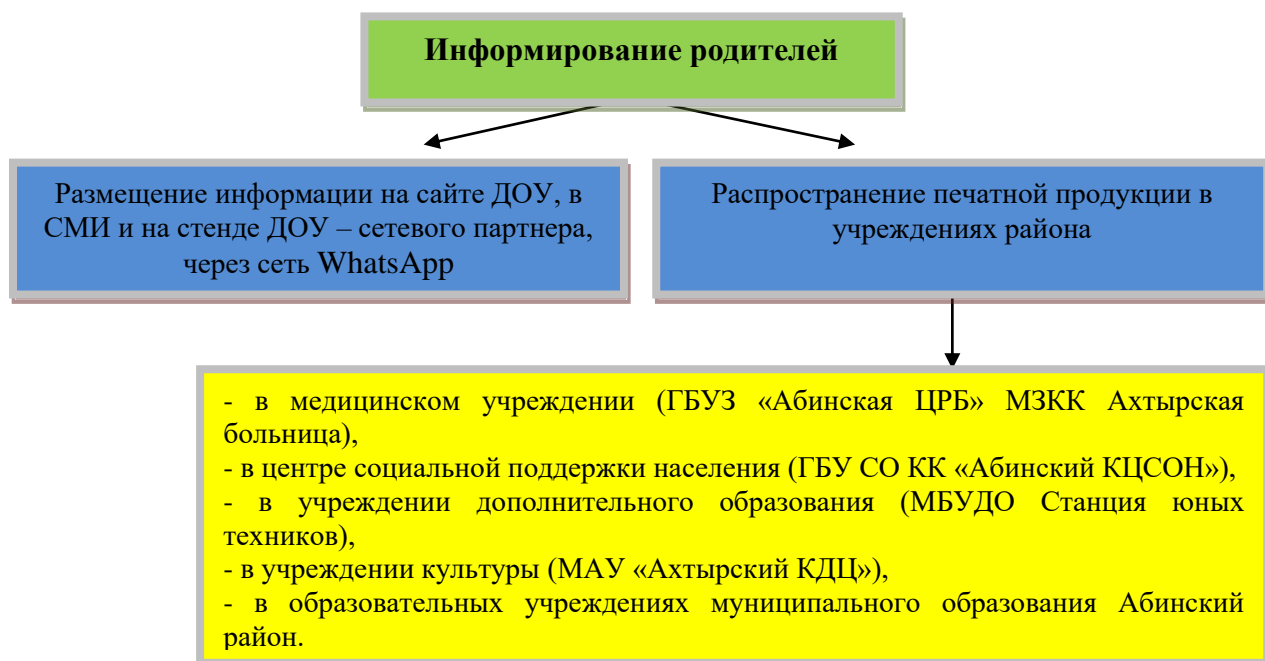 Информирование родителей
Размещение информации на сайте ДОУ, в
СМИ и на стенде ДОУ – сетевого партнера,
через сеть WhatsApp
Распространение печатной продукции в
учреждениях района
- в медицинском учреждении (ГБУЗ «Абинская ЦРБ» МЗКК Ахтырская
больница),
- в центре социальной поддержки населения (ГБУ СО КК «Абинский КЦСОН»),
- в учреждении дополнительного образования (МБУДО Станция юных
техников),
- в учреждении культуры (МАУ «Ахтырский КДЦ»),
- в образовательных учреждениях муниципального образования Абинский
район.